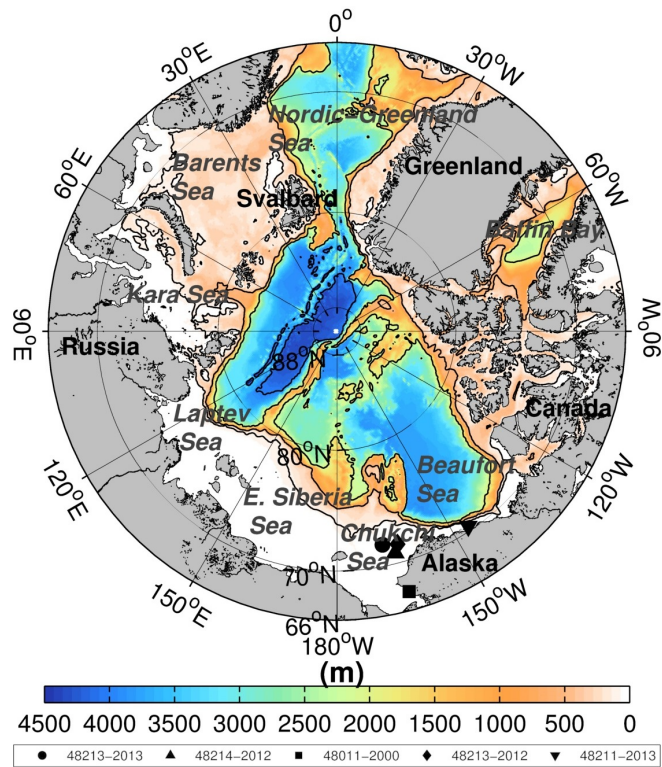 0°
30°E
30°W
Nordic-Greenland
Sea
Barents
Sea
Greenland
60°E
60°W
Svalbard
Baffin Bay
Kara Sea
90°E
Russia
88°N
90°W
Laptev
Sea
Canada
80°N
Beaufort
Sea
120°E
120°W
E. Siberia
Sea
Chukchi
Sea
Alaska
70°N
150°E
150°W
66°N
180°W
(m)
4500 4000 3500 3000 2500 2000 1500 1000 500 0
48213-2013 48214-2012 48011-2000 48213-2012 48211-2013